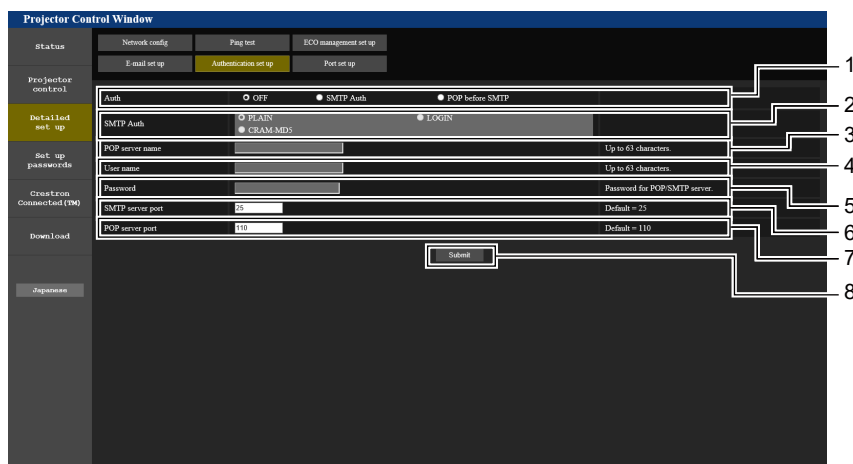 Projector Control Window
Status
Network config
Ping test
ECO management set up
E-mail set up
Authentication set up
Port set up
Projector
control
Detailed
set up
Set up
passwords
Crestron
Connected(TM)
Download
Japanese
Auth
OFF
SMTP Auth
POP before SMTP
1
SMTP Auth
PLAIN
LOGIN
CRAM-MD5
2
POP server name
Up to 63 characters.
3
User name
Up to 63 characters.
4
Password
Password for POP/SMTP server.
5
SMTP server port
25
Default = 25
6
POP server port
110
Default = 110
7
Submit
8